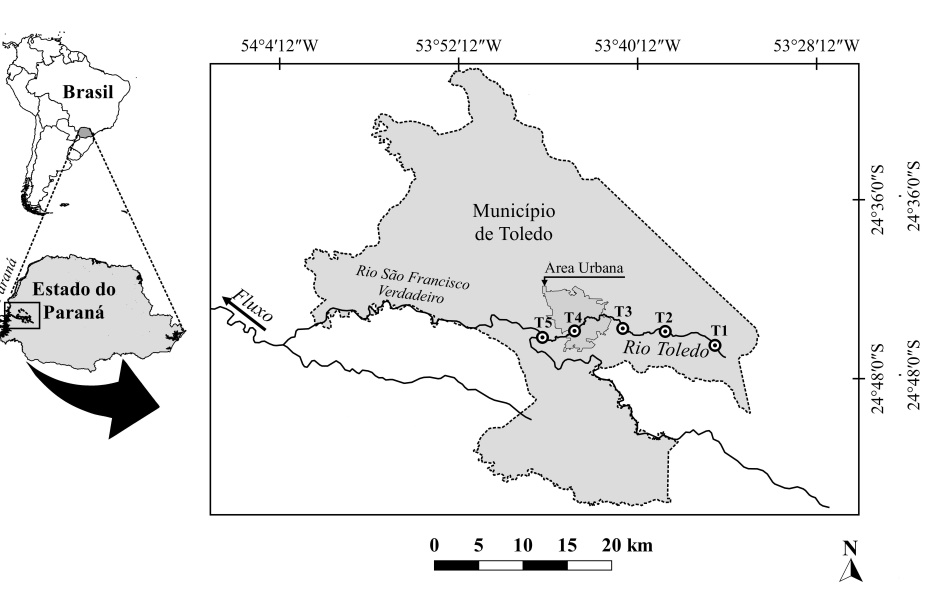 54°4'12"W
53°52'12"W
53°40'12"W
53°28'12"W
Brasil
24°36'0"S
24°36'0"S
Município
de Toledo
Area Urbana
Rio São Francisco
Verdadeiro
Estado do
Paraná
Fluxo
T5
T4
T3
T2
T1
Rio Toledo
24°48'0"S
24°48'0"S
0 5 10 15 20 km
N